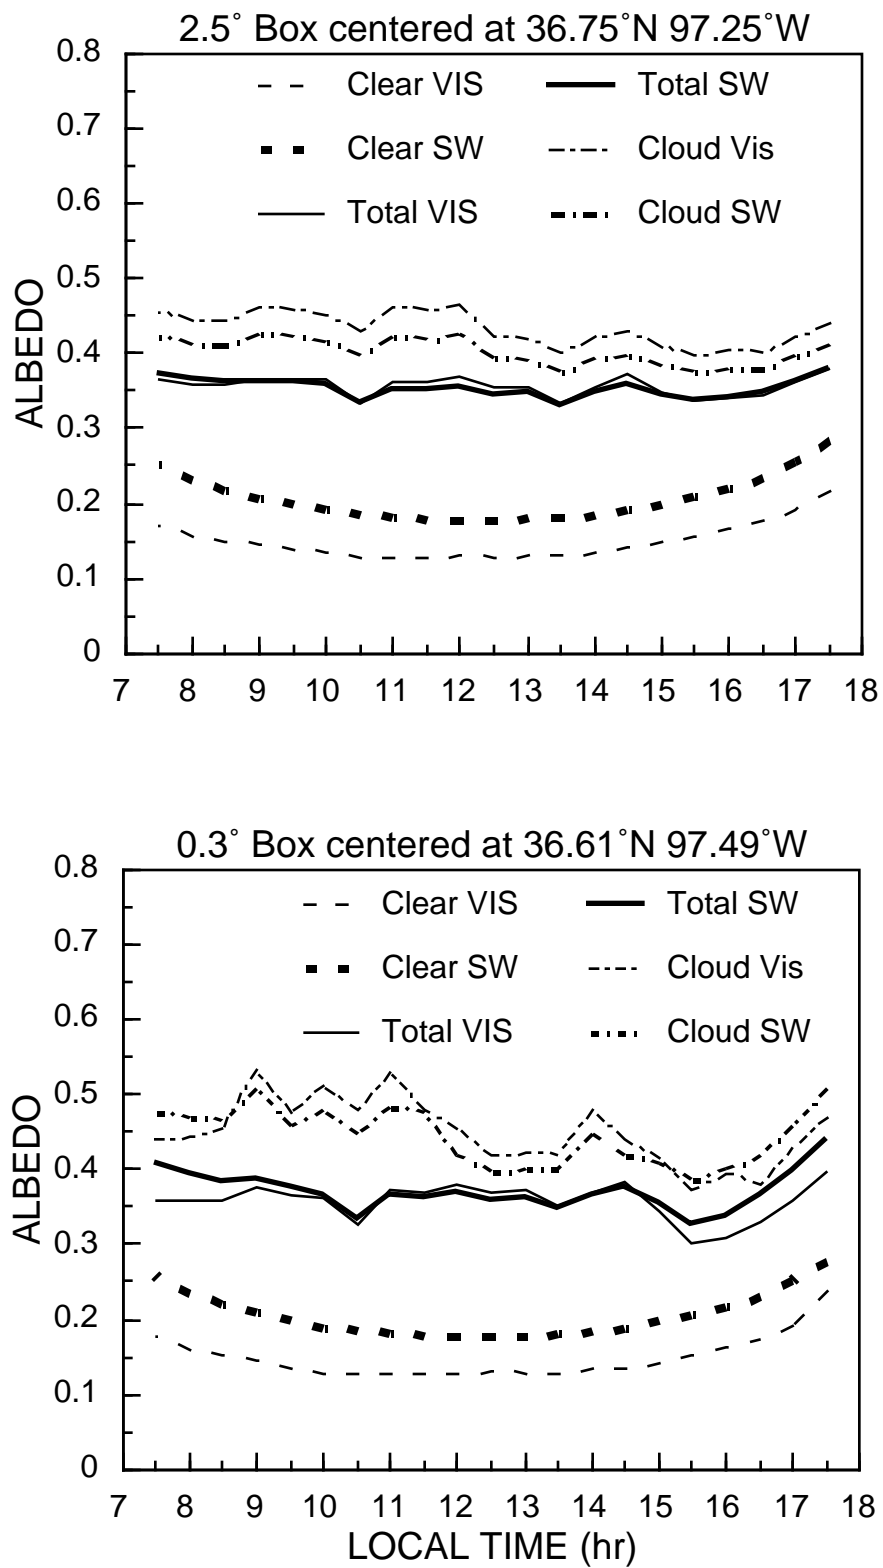 2.5° Box centered at 36.75°N 97.25°W
0.8
0.7
0.6
0.5
0.4
0.3
0.2
0.1
0
ALBEDO
Clear VIS
Total SW
Clear SW
Cloud Vis
Total VIS
Cloud SW
7 8 9 10 11 12 13 14 15 16 17 18
0.3° Box centered at 36.61°N 97.49°W
0.8
0.7
0.6
0.5
0.4
0.3
0.2
0.1
0
ALBEDO
Clear VIS
Total SW
Clear SW
Cloud Vis
Total VIS
Cloud SW
7 8 9 10 11 12 13 14 15 16 17 18
LOCAL TIME (hr)